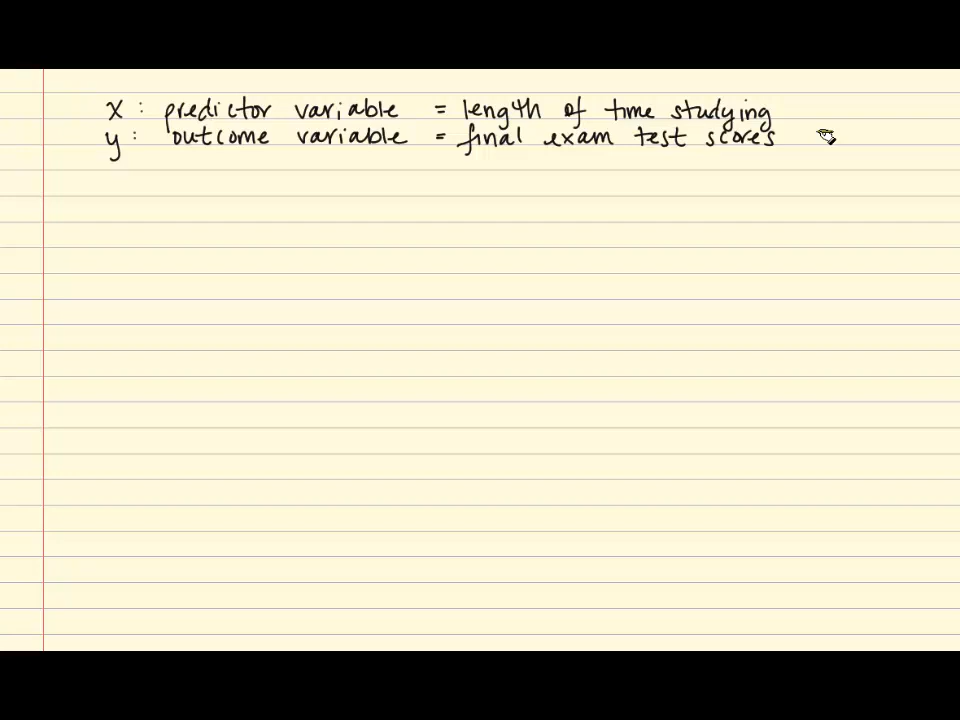 x : predictor variable = length of time studying
y : outcome variable = final exam test scores